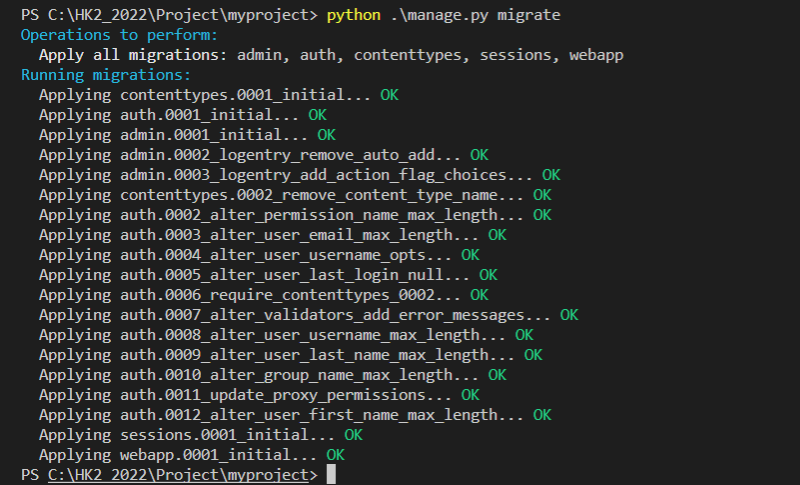 PS C:\HK2_2022\Project\myproject> python .\manage.py migrate
Operations to perform:
  Apply all migrations: admin, auth, contenttypes, sessions, webapp
Running migrations:
  Applying contenttypes.0001_initial... OK
  Applying auth.0001_initial... OK
  Applying admin.0001_initial... OK
  Applying admin.0002_logentry_remove_auto_add... OK
  Applying admin.0003_logentry_add_action_flag_choices... OK
  Applying contenttypes.0002_remove_content_type_name... OK
  Applying auth.0002_alter_permission_name_max_length... OK
  Applying auth.0003_alter_user_email_max_length... OK
  Applying auth.0004_alter_user_username_opts... OK
  Applying auth.0005_alter_user_last_login_null... OK
  Applying auth.0006_require_contenttypes_0002... OK
  Applying auth.0007_alter_validators_add_error_messages... OK
  Applying auth.0008_alter_user_username_max_length... OK
  Applying auth.0009_alter_user_last_name_max_length... OK
  Applying auth.0010_alter_group_name_max_length... OK
  Applying auth.0011_update_proxy_permissions... OK
  Applying auth.0012_alter_user_first_name_max_length... OK
  Applying sessions.0001_initial... OK
  Applying webapp.0001_initial... OK
PS C:\HK2_2022\Project\myproject>